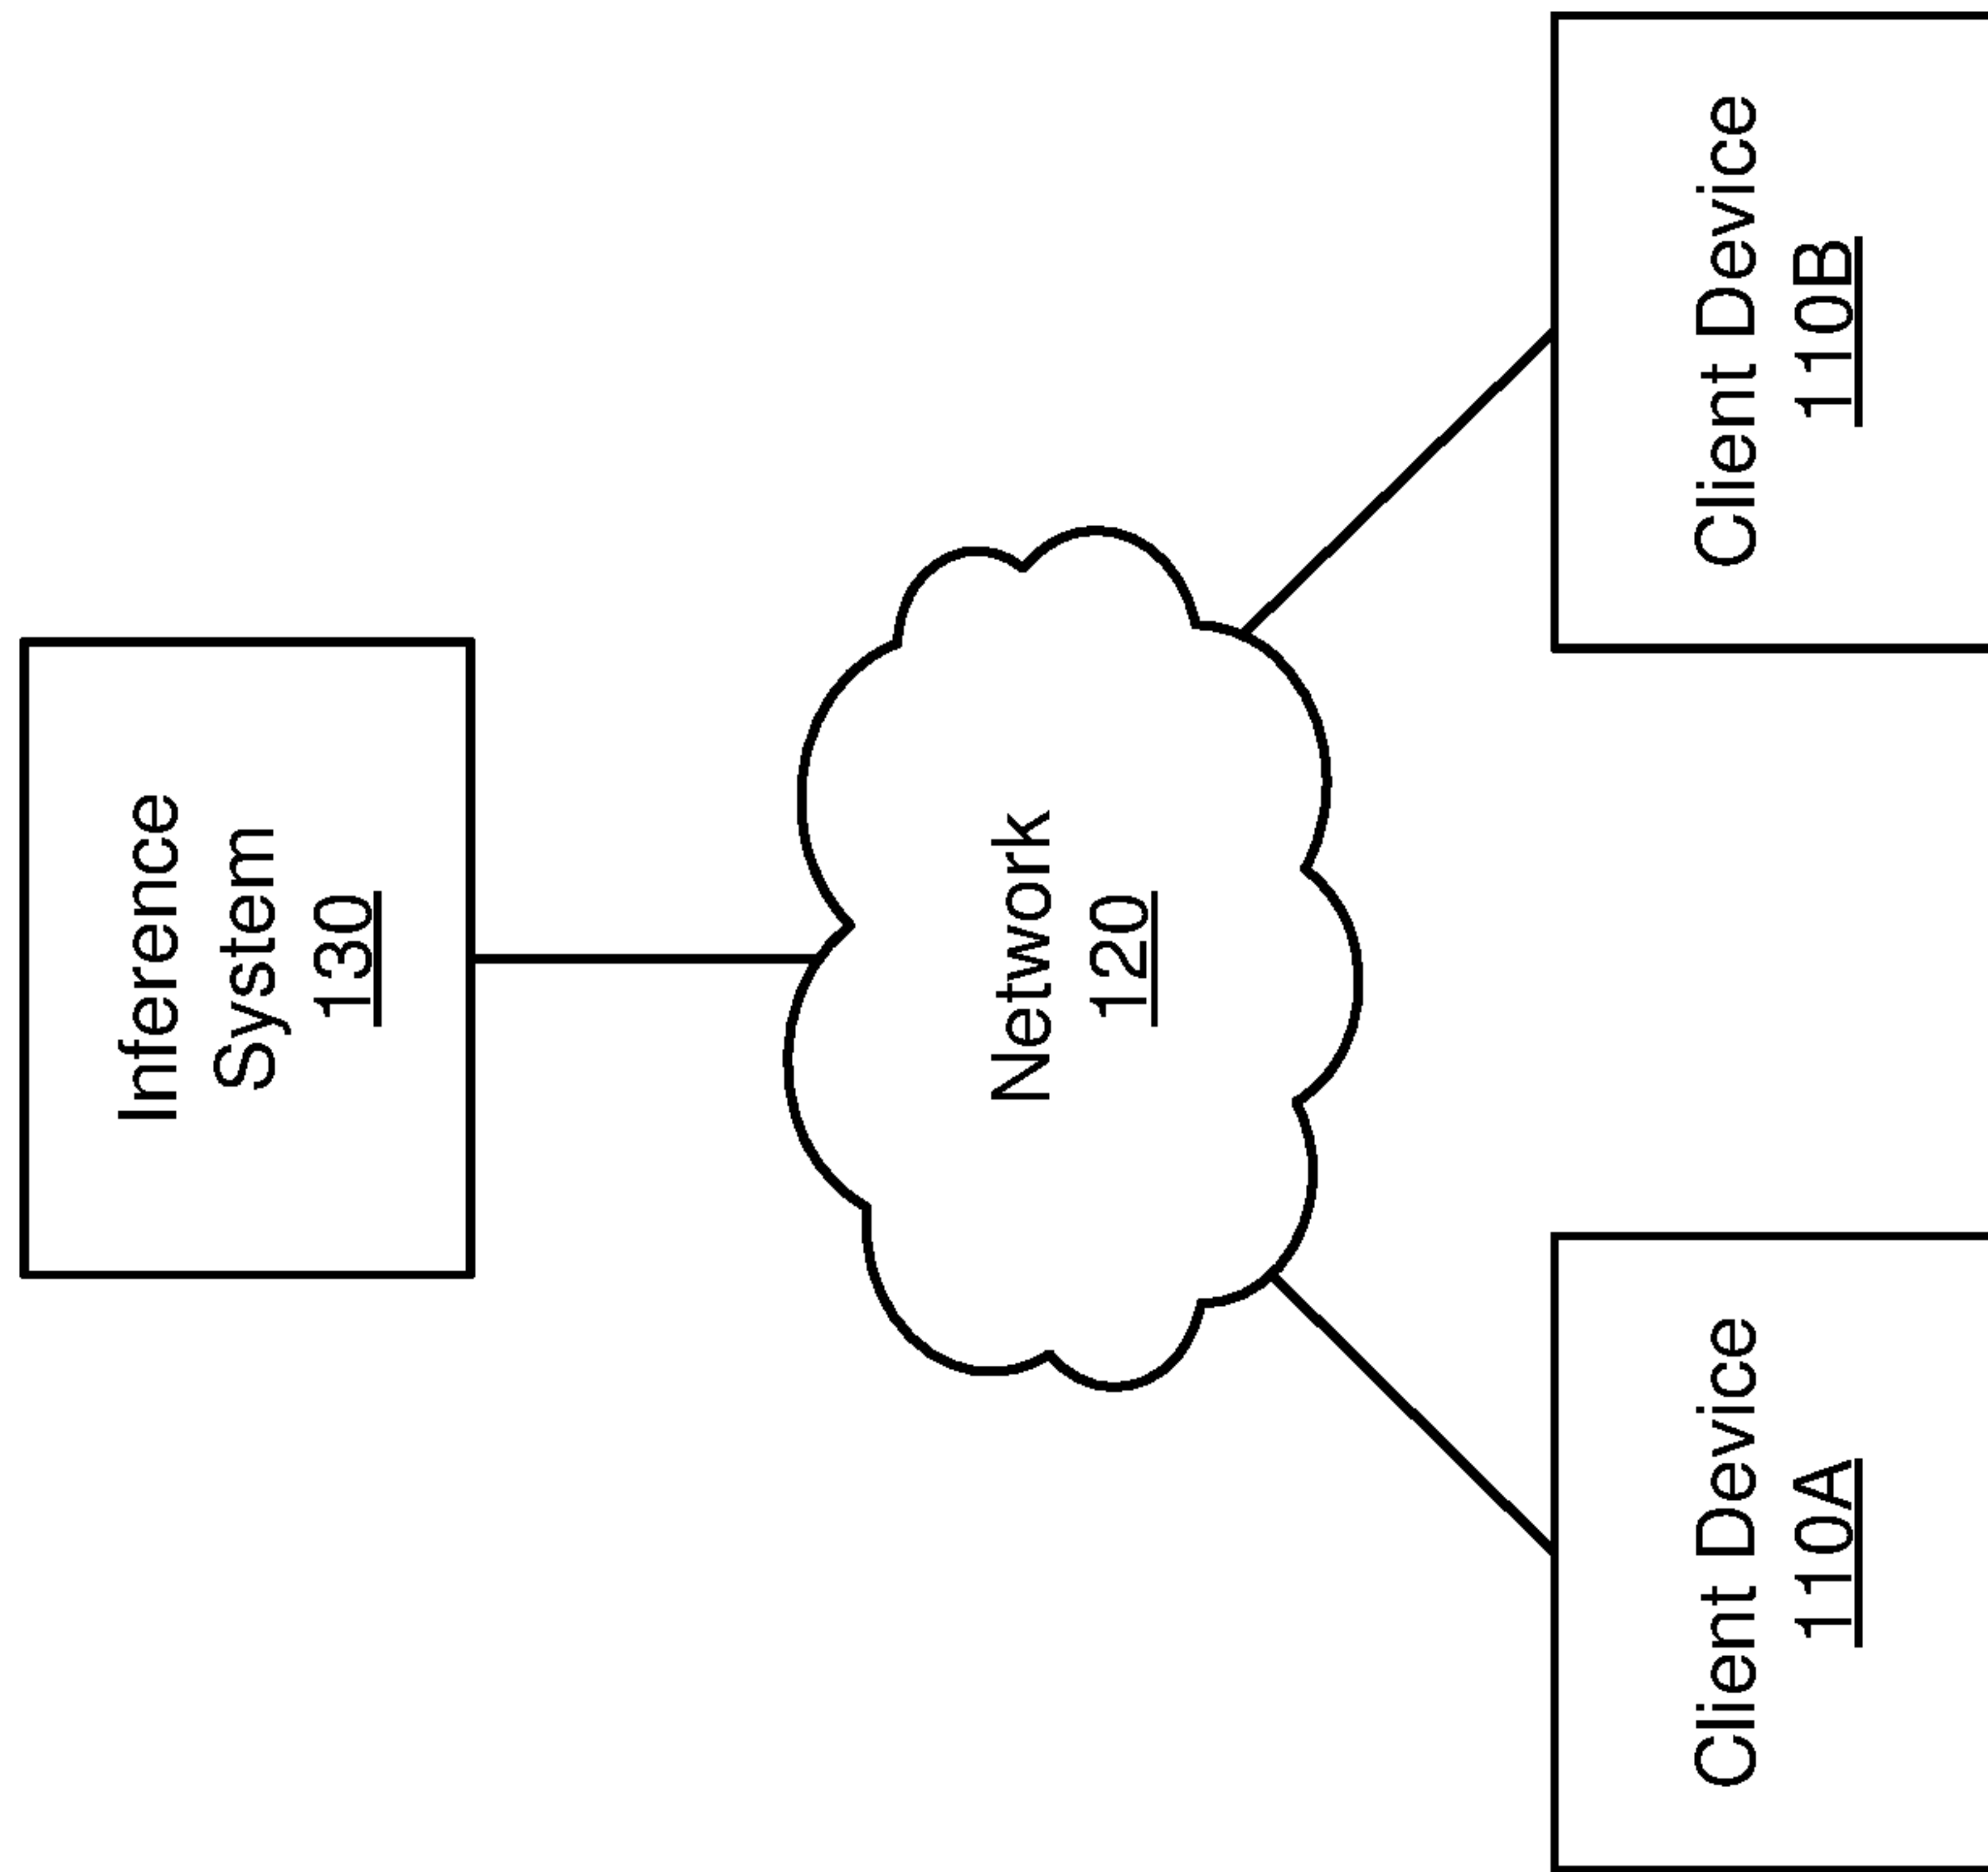 Inference
System
130
Network
120
Client Device
110A
Client Device
110B